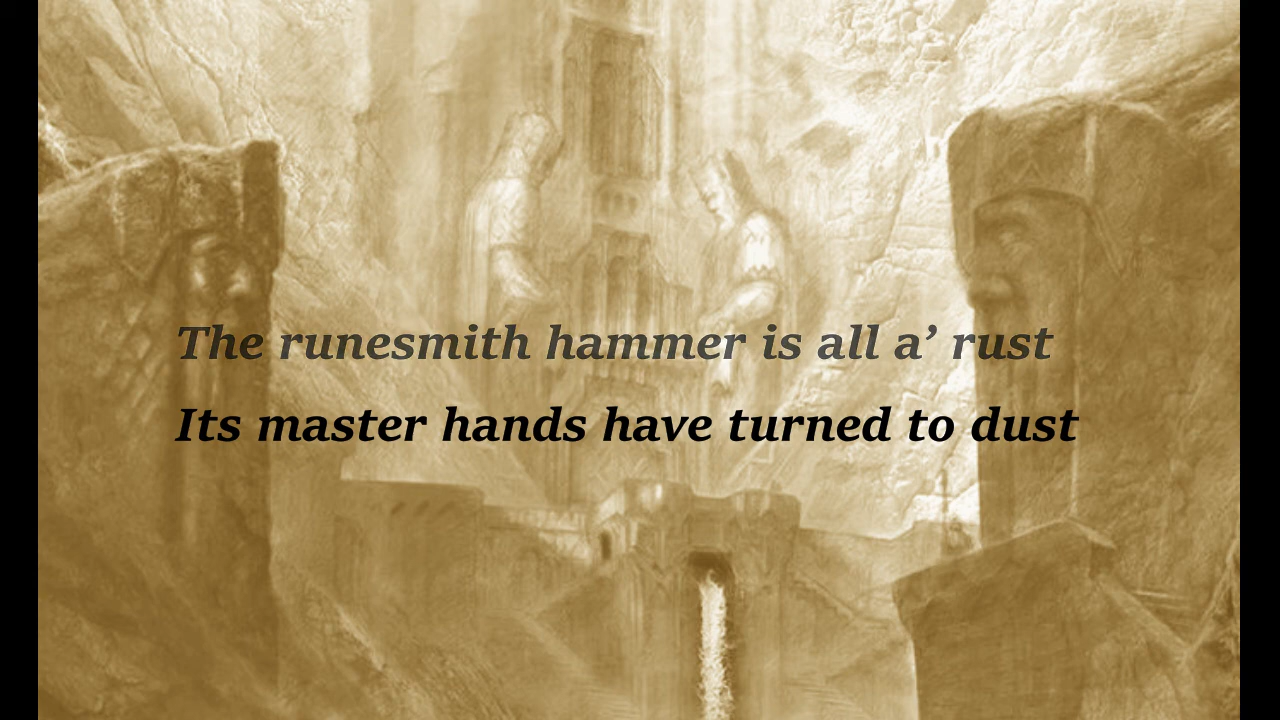 The runesmith hammer is all a’ rust
Its master hands have turned to dust